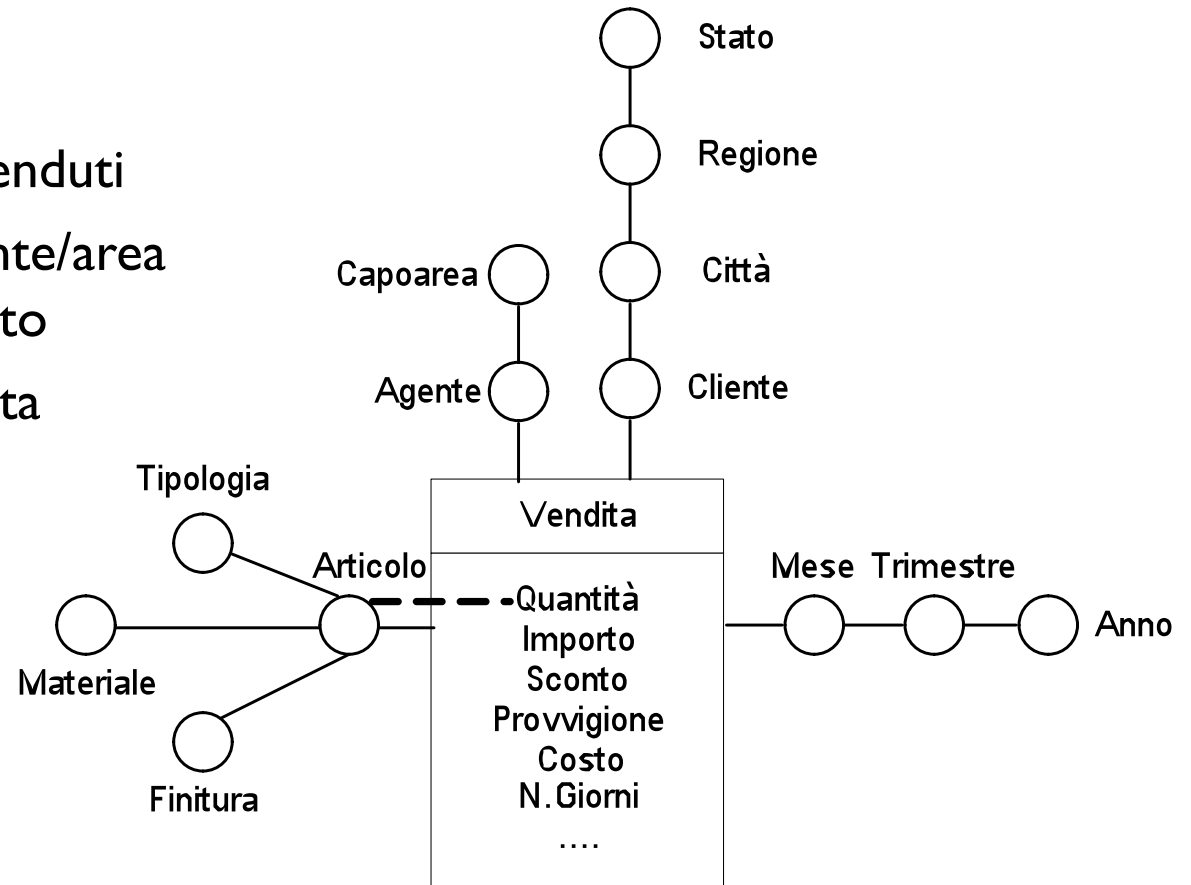 Stato
Regione
enduti
nte/area
Capoarea
Città
to
Agente
Cliente
ta
Tipologia
Vendita
Articolo
Mese Trimestre
Quantità
Importo
Anno
Materiale
Sconto
Provvigione
Costo
Finitura
N.Giorni
....